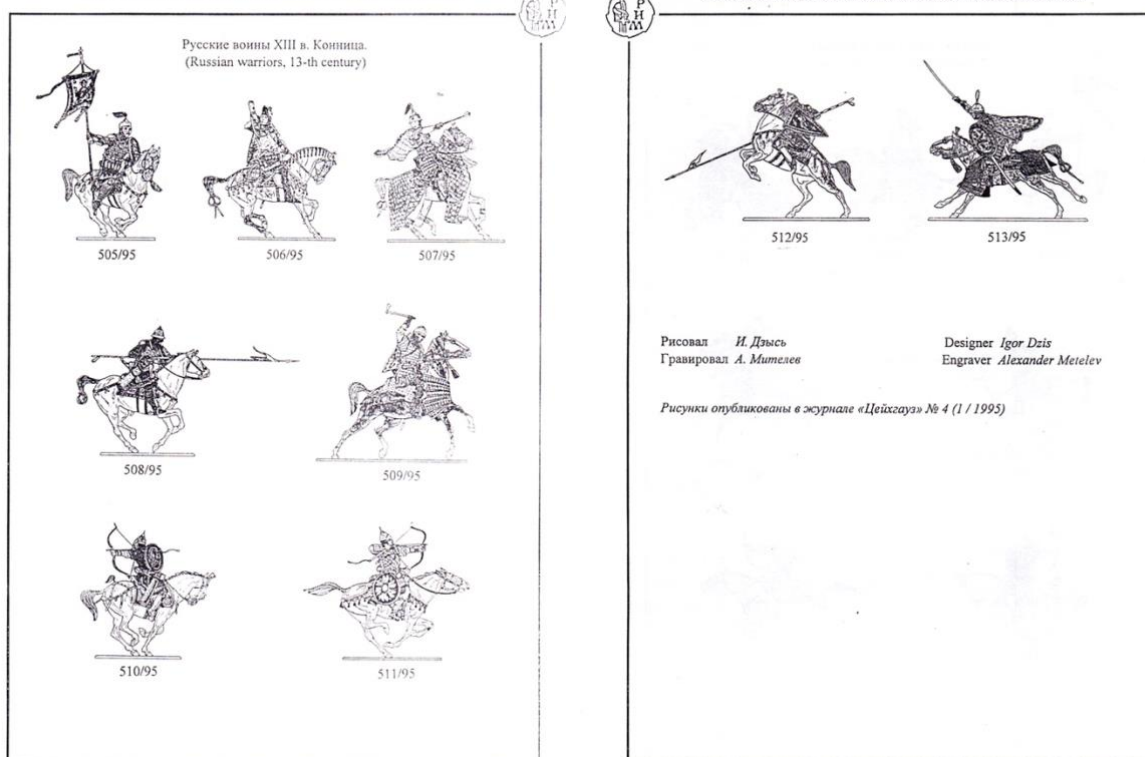 РИМ
Русские воины XIII в. Конница.
(Russian warriors, 13-th century)
505/95
506/95
507/95
508/95
509/95
510/95
511/95
РИМ
512/95
513/95
Рисовал И. Дзысь
Гравировал А. Мителев
Designer Igor Dzis
Engraver Alexander Metelev
Рисунки опубликованы в журнале «Цейхгауз» № 4 (1 / 1995)